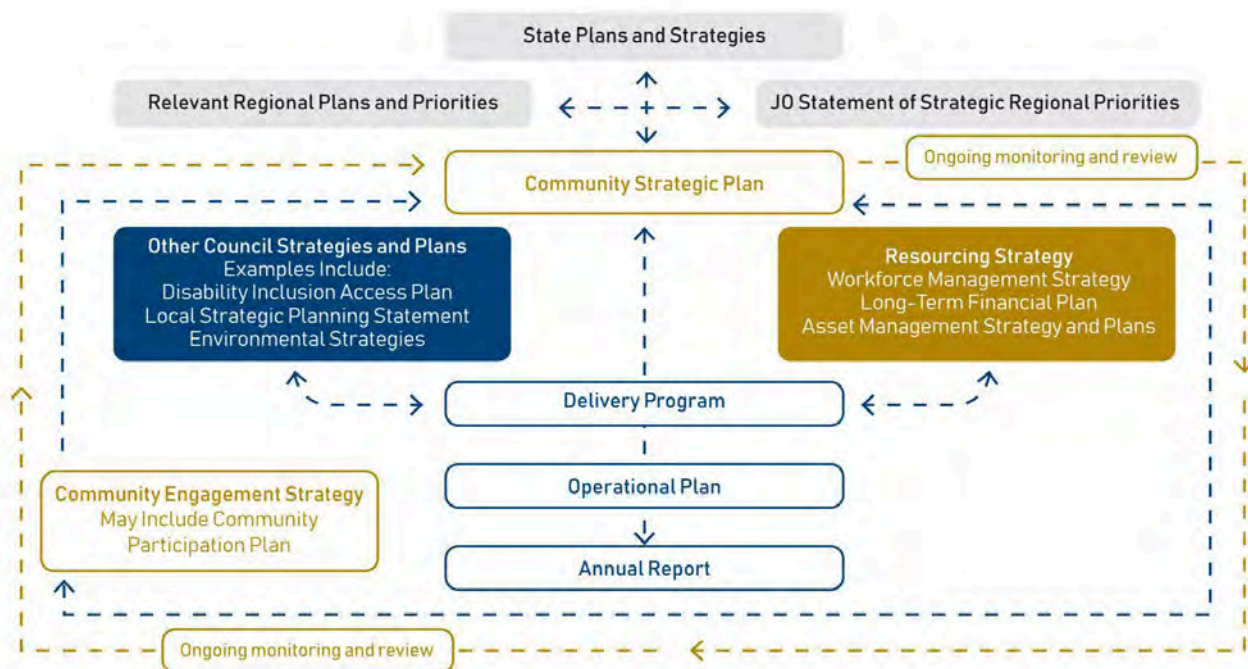 State Plans and Strategies
Relevant Regional Plans and Priorities
JO Statement of Strategic Regional Priorities
Ongoing monitoring and review
Community Strategic Plan
Other Council Strategies and Plans
Examples Include:
Disability Inclusion Access Plan
Local Strategic Planning Statement
Environmental Strategies
Resourcing Strategy
Workforce Management Strategy
Long-Term Financial Plan
Asset Management Strategy and Plans
Delivery Program
Community Engagement Strategy
May Include Community
Participation Plan
Operational Plan
Annual Report
Ongoing monitoring and review